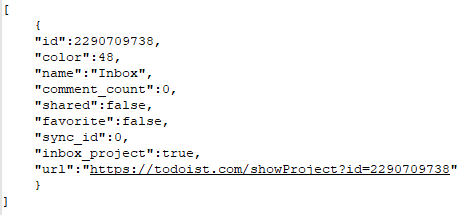 [
{
"id":2290709738,
"color":48,
"name":"Inbox",
"comment_count":0,
"shared":false,
"favorite":false,
"sync_id":0,
"inbox_project":true,
"url":"https://todoist.com/showProject?id=2290709738"
}
]